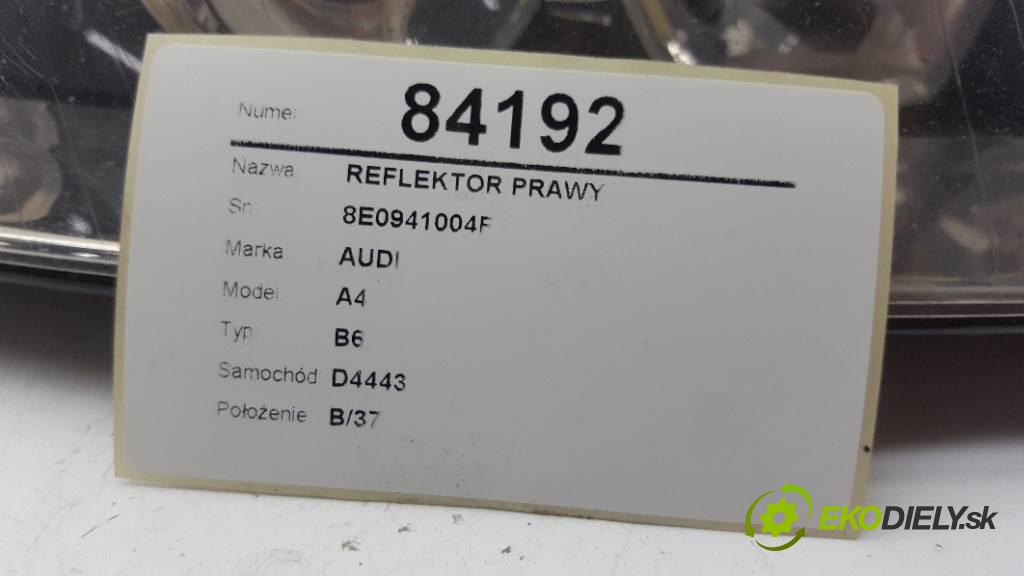 Numer 84192
Nazwa REFLEKTOR PRAWY
Sn 8E0941004F
Marka AUDI
Model A4
Typ B6
Samochód D4443
Położenie B/37
EKODIELY.sk